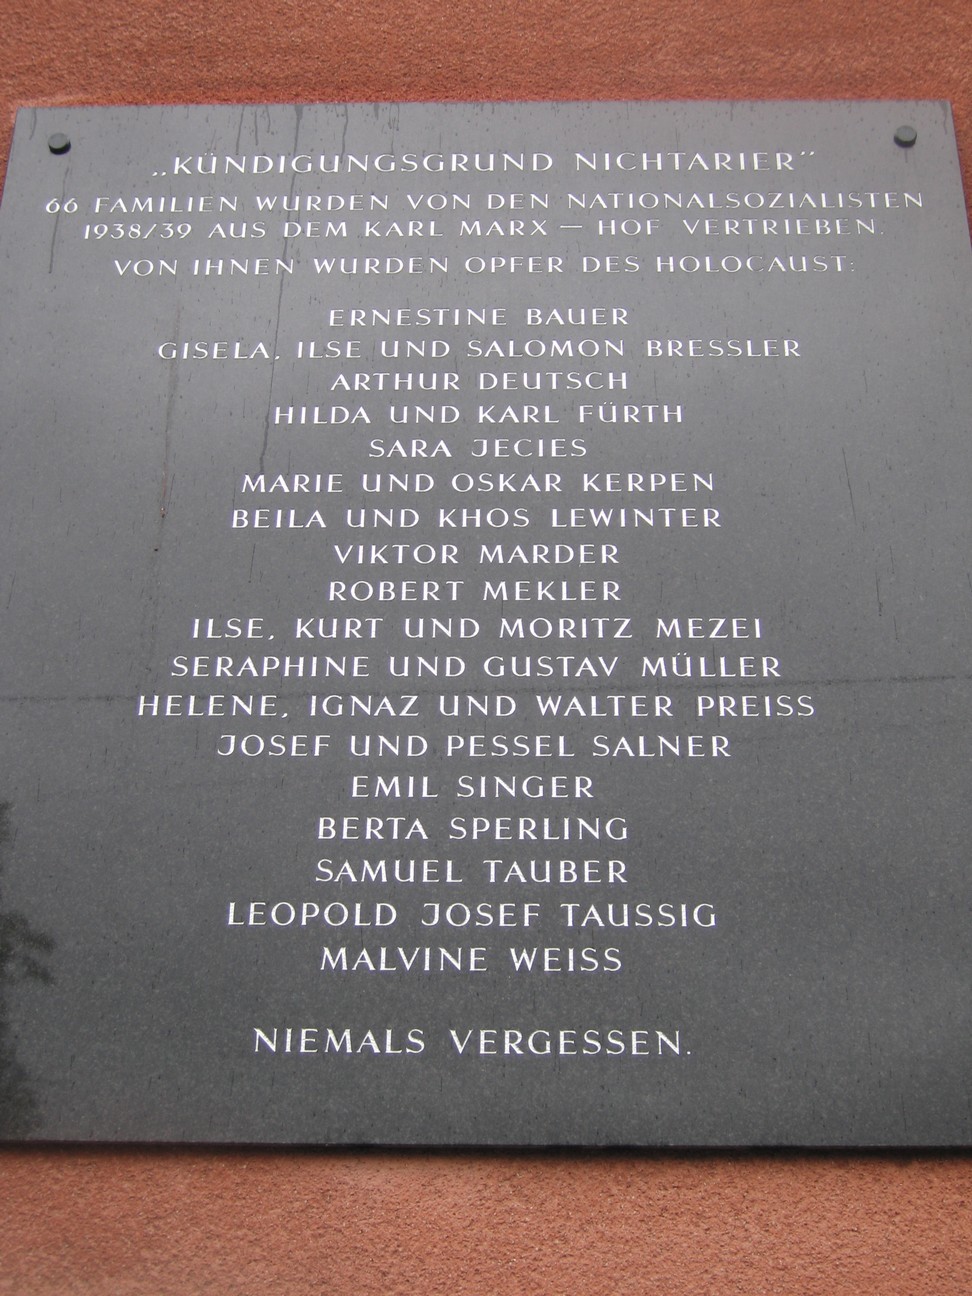 „KÜNDIGUNGSGRUND NICHTARIER"
66 FAMILIEN WURDEN VON DEN NATIONALSOZIALISTEN
1938/39 AUS DEM KARL MARX – HOF VERTRIEBEN.
VON IHNEN WURDEN OPFER DES HOLOCAUST:
ERNESTINE BAUER
GISELA, ILSE UND SALOMON BRESSLER
ARTHUR DEUTSCH
HILDA UND KARL FÜRTH
SARA JECIES
MARIE UND OSKAR KERPEN
BEILA UND KHOS LEWINTER
VIKTOR MARDER
ROBERT MEKLER
ILSE, KURT UND MORITZ MEZEI
SERAPHINE UND GUSTAV MÜLLER
HELENE, IGNAZ UND WALTER PREISS
JOSEF UND PESSEL SALNER
EMIL SINGER
BERTA SPERLING
SAMUEL TAUBER
LEOPOLD JOSEF TAUSSIG
MALVINE WEISS
NIEMALS VERGESSEN.